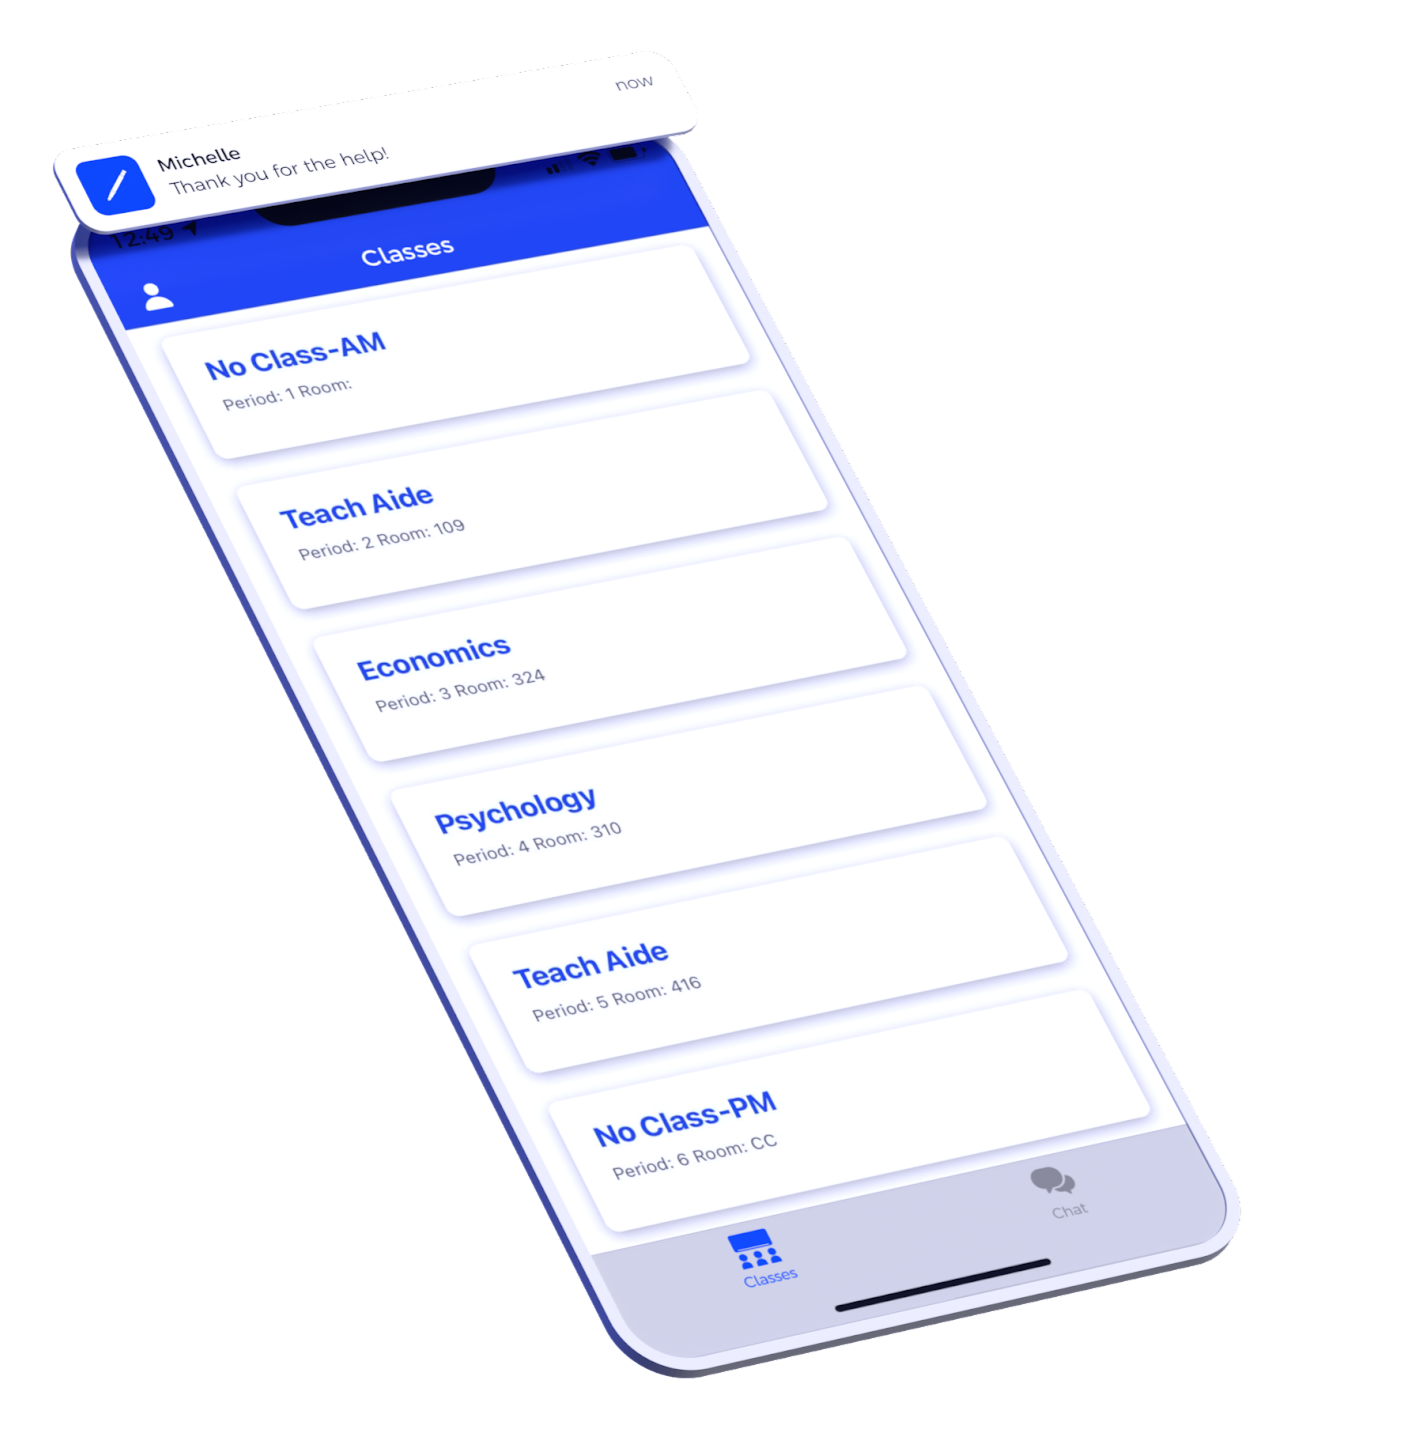 now
Michelle
Thank you for the help!
12:49
Classes
No Class-AM
Period: 1 Room:
Teach Aide
Period: 2 Room: 109
Economics
Period: 3 Room: 324
Psychology
Period: 4 Room: 310
Teach Aide
Period: 5 Room: 416
No Class-PM
Period: 6 Room: CC
Classes
Chat